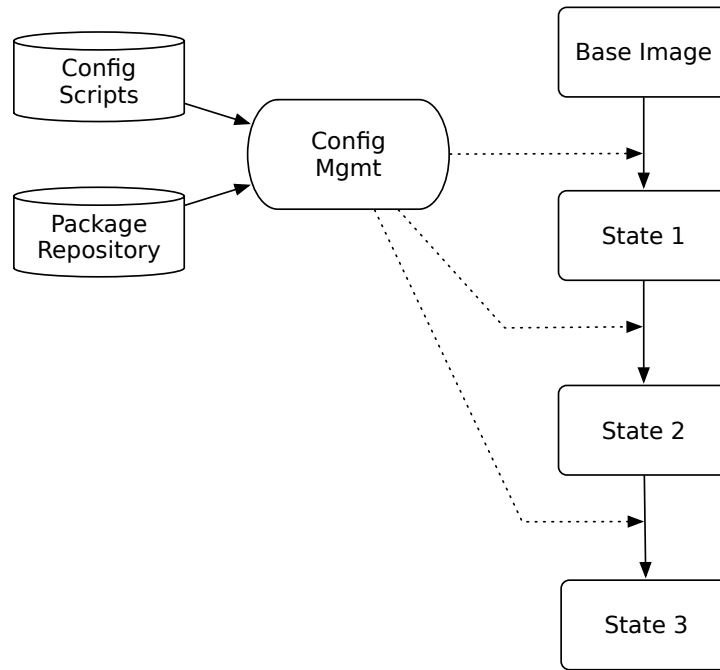 Config
Scripts
Package
Repository
Config
Mgmt
Base Image
State 1
State 2
State 3